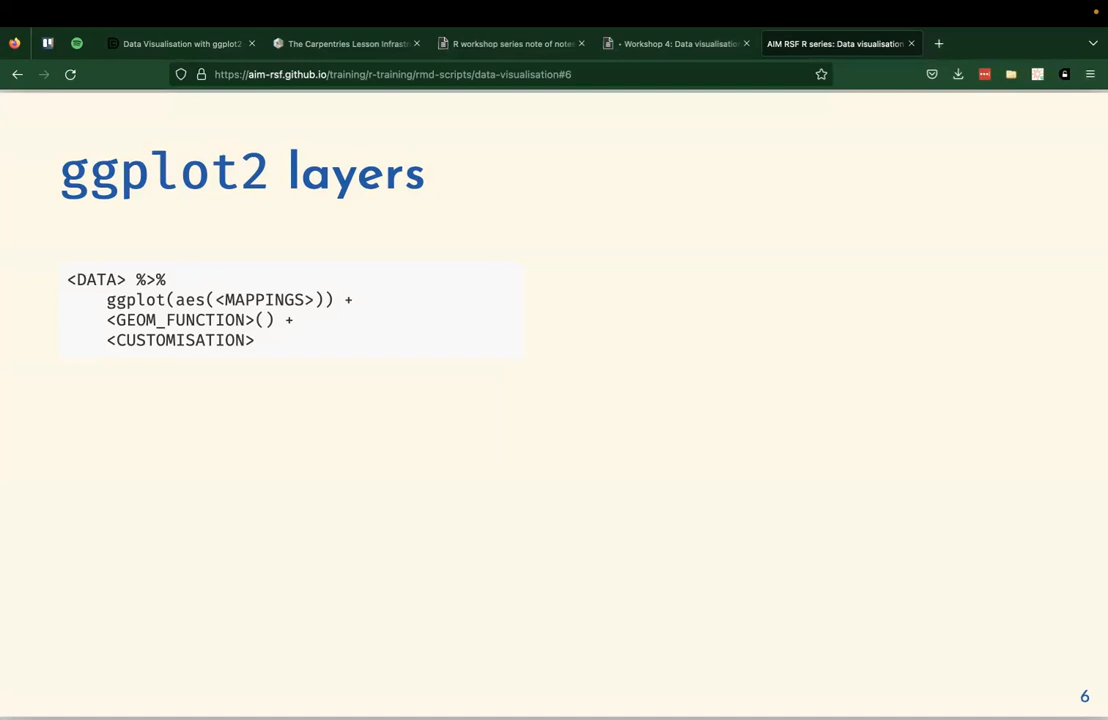 Data Visualisation with ggplot2
The Carpentries Lesson Infrastr
R workshop series note of note
· Workshop 4: Data visualisatio
AIM RSF R series: Data visualisation
https://aim-rsf.github.io/training/r-training/rmd-scripts/data-visualisation#6
ggplot2 layers
<DATA> %>%
    ggplot(aes(<MAPPINGS>)) +
    <GEOM_FUNCTION>() +
    <CUSTOMISATION>
6